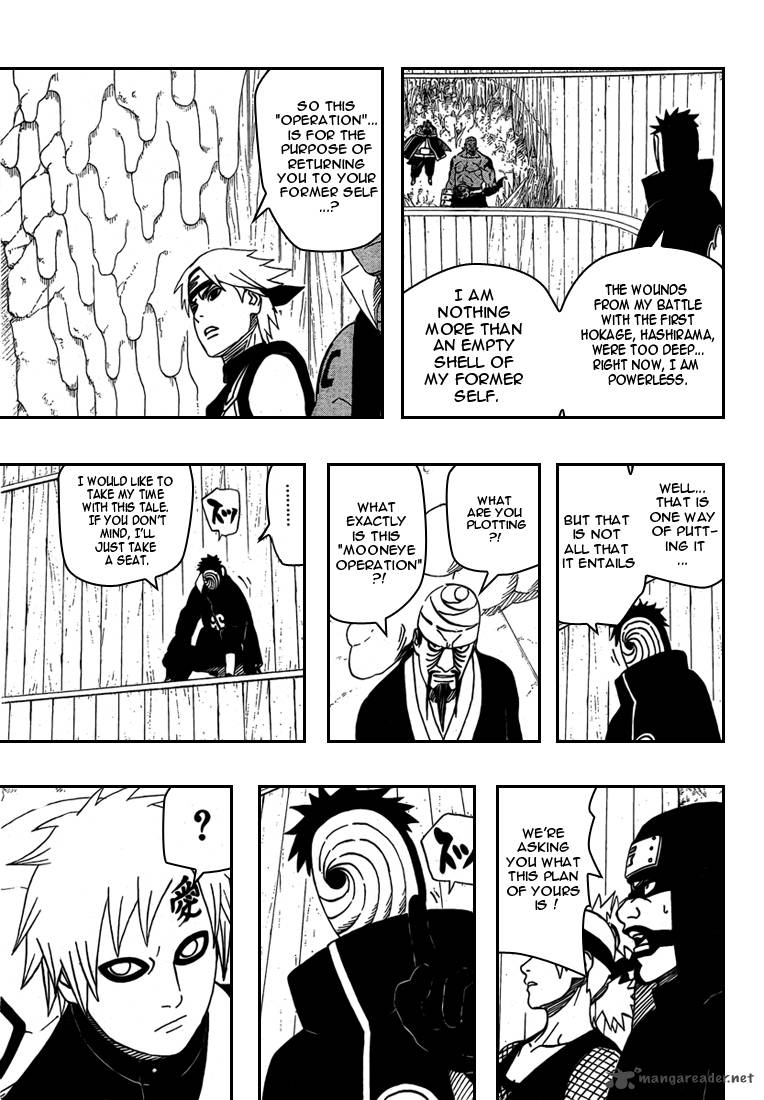 THE WOUNDS
FROM MY BATTLE
WITH THE FIRST
HOKAGE, HASHIRAMA,
WERE TOO DEEP...
RIGHT NOW, I AM
POWERLESS.
I AM
NOTHING
MORE THAN
AN EMPTY
SHELL OF
MY FORMER
SELF.
SO THIS
"OPERATION"...
IS FOR THE
PURPOSE OF
RETURNING
YOU TO YOUR
FORMER SELF
....?
C
WELL...
THAT IS
ONE WAY
OF PUTT-
ING IT
...
BUT THAT
IS NOT
ALL THAT
IT ENTAILS
WHAT
ARE YOU
PLOTTING
?!
WHAT
EXACTLY
IS THIS
"MOONEYE
OPERATION"
?!
.........
ズッ
I WOULD LIKE TO
TAKE MY TIME
WITH THIS TALE.
IF YOU DON'T
MIND, I'LL
JUST TAKE
A SEAT.
WE'RE
ASKING
YOU WHAT
THIS PLAN
OF YOURS
IS !
ズッ
?
愛
mangareader.net